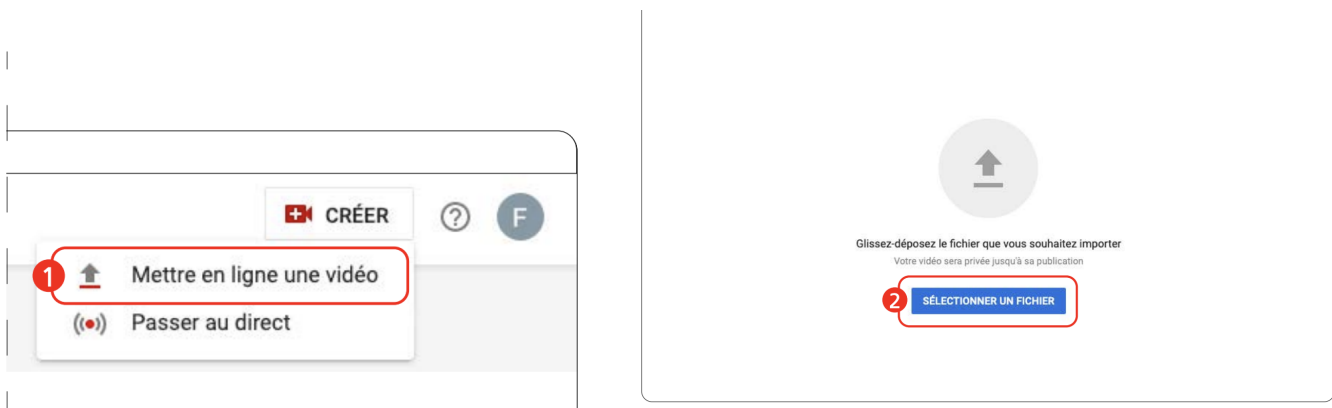 CRÉER
?
F
1
Mettre en ligne une vidéo
Passer au direct
Glissez-déposez le fichier que vous souhaitez importer
Votre vidéo sera privée jusqu'à sa publication
2
SÉLECTIONNER UN FICHIER